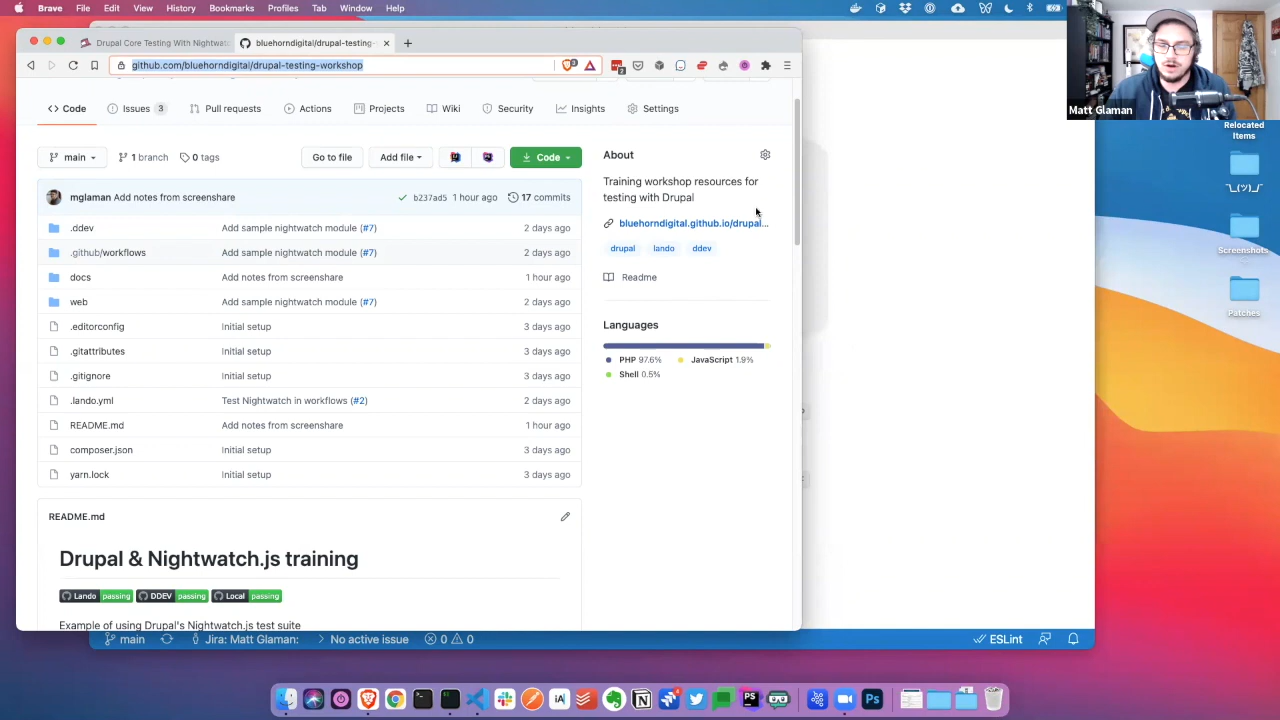 Brave File Edit View History Bookmarks Profiles Tab Window Help
Drupal Core Testing With Nightwat
bluehorndigital/drupal-testing-
github.com/bluehorndigital/drupal-testing-workshop
Code Issues 3 Pull requests Actions Projects Wiki Security Insights Settings
main 1 branch 0 tags Go to file Add file Code
mglaman Add notes from screenshare b237ad5 1 hour ago 17 commits
.ddev Add sample nightwatch module (#7) 2 days ago
.github/workflows Add sample nightwatch module (#7) 2 days ago
docs Add notes from screenshare 1 hour ago
web Add sample nightwatch module (#7) 2 days ago
.editorconfig Initial setup 3 days ago
.gitattributes Initial setup 3 days ago
.gitignore Initial setup 3 days ago
.lando.yml Test Nightwatch in workflows (#2) 2 days ago
README.md Add notes from screenshare 1 hour ago
composer.json Initial setup 3 days ago
yarn.lock Initial setup 3 days ago
About
Training workshop resources for
testing with Drupal
bluehorndigital.github.io/drupal...
drupal lando ddev
Readme
Languages
PHP 97.6% JavaScript 1.9%
Shell 0.5%
README.md
Drupal & Nightwatch.js training
Lando passing DDEV passing Local passing
Example of using Drupal's Nightwatch.js test suite
main Jira: Matt Glaman: No active issue 0 0 ESLint
Matt Glaman
Relocated
Items
¯\_(ツ)_/¯
Screenshots
Patches
iA
PS
Ps